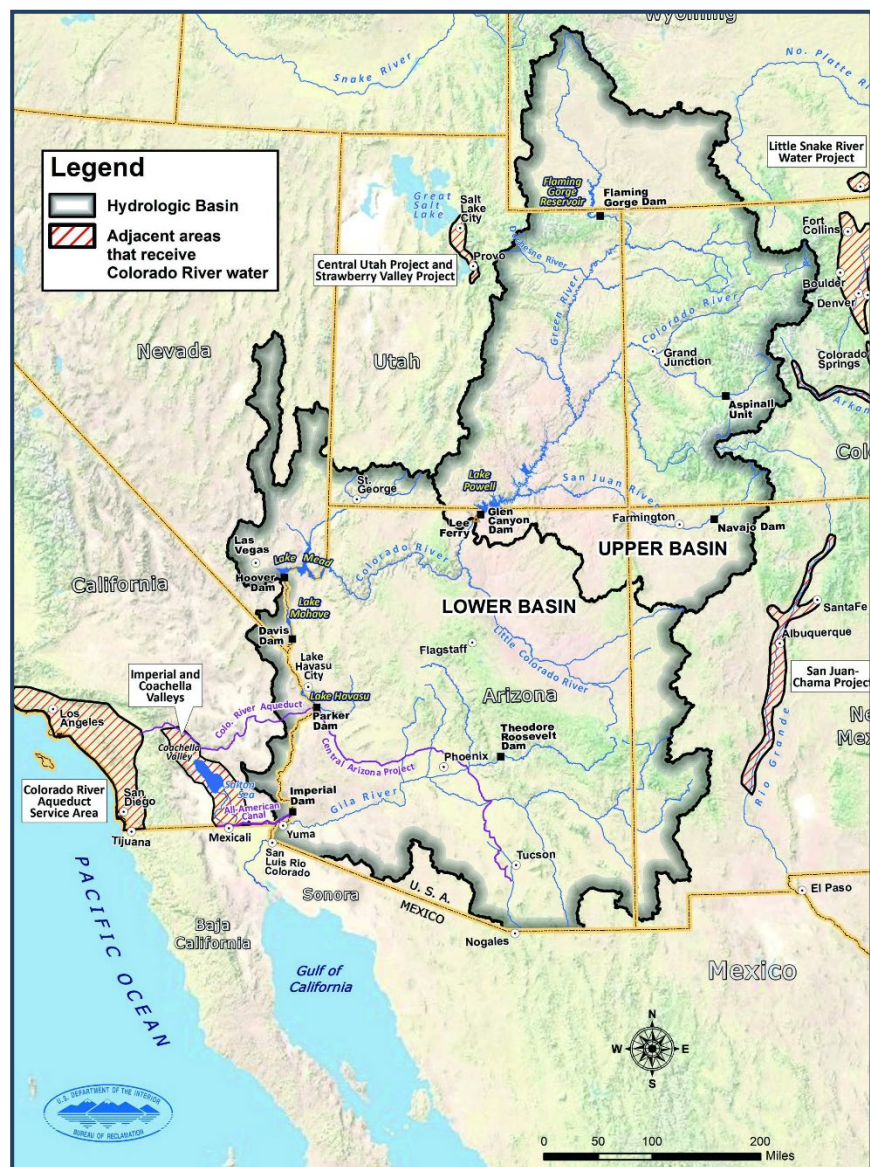 Wyoming
Snake River
No. Platte Rive
Legend
Hydrologic Basin
Adjacent areas
that receive
Colorado River water
Little Snake River
Water Project
Great
Salt
Lake
Salt Lake
City
Flaming
Gorge
Reservoir
Flaming
Gorge Dam
Fort
Collins
Central Utah Project and
Strawberry Valley Project
Provo
Duchesne River
Green River
Colorado River
Boulder
Denver
Nevada
Utah
Grand
Junction
Colorado
Springs
Aspinall
Unit
Arkan
Colo
St.
George
Lake
Powell
San Juan River
Lee
Ferry
Glen
Canyon
Dam
Farmington
Navajo Dam
UPPER BASIN
Las
Vegas
Lake Mead
Colorado River
Hoover
Dam
California
LOWER BASIN
Lake
Mohave
SantaFe
Davis
Dam
Flagstaff
Little Colorado River
Albuquerque
Lake
Havasu
City
Imperial and
Coachella
Valleys
San Juan-
Chama Project
Lake Havasu
Arizona
Los
Angeles
Colo. River Aqueduct
Parker
Dam
Ne
Mex
Coachella
Valley
Central Arizona Project
Theodore
Roosevelt
Dam
Phoenix
Rio Grande
Colorado River
Aqueduct
Service Area
San
Diego
Salton
Sea
Imperial
Dam
Gila River
All-American
Canal
Tijuana
Mexicali
Yuma
Tucson
San
Luis Rio
Colorado
Sonora
U. S. A.
MEXICO
El Paso
Nogales
PACIFIC OCEAN
Baja
California
Gulf of
California
Mexico
N
W
E
S
U.S. DEPARTMENT OF THE INTERIOR
BUREAU OF RECLAMATION
0 50 100 200
Miles